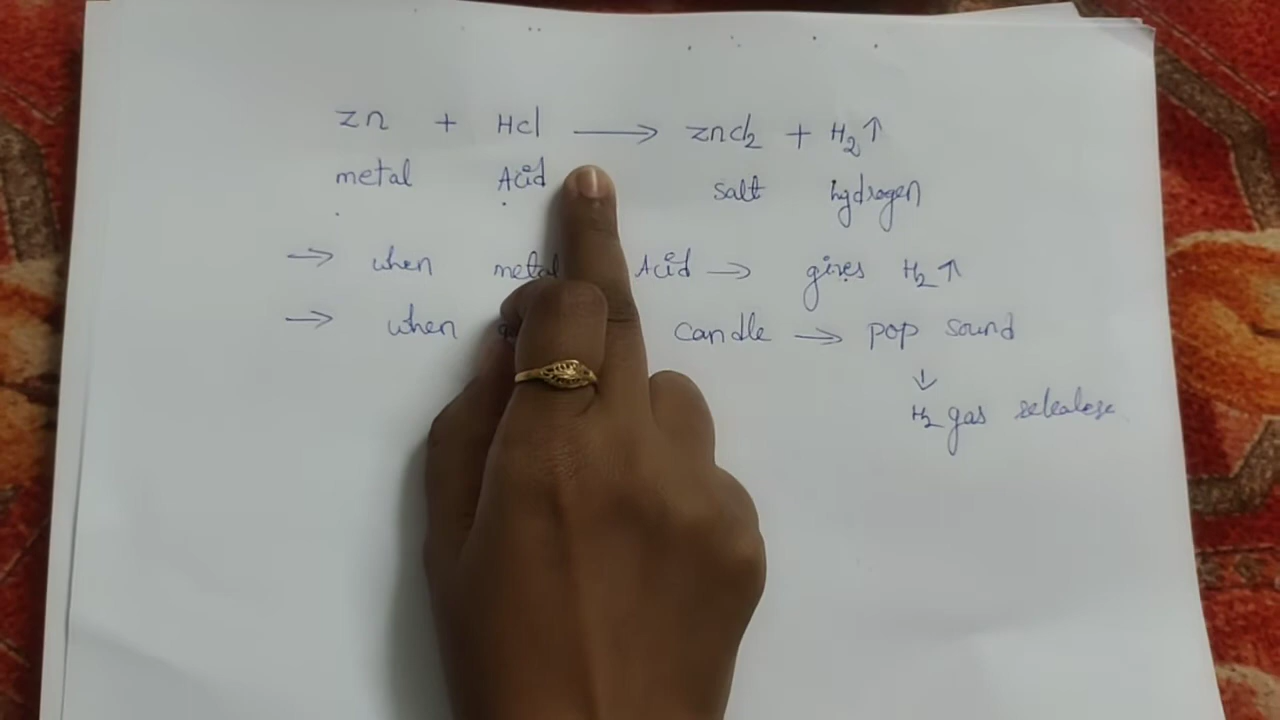 Zn + Hcl → zncl₂ + H₂↑
metal Acid salt hydrogen
→ when metal Acid → gives H₂↑
→ when candle → pop sound
↓
H₂ gas selealese